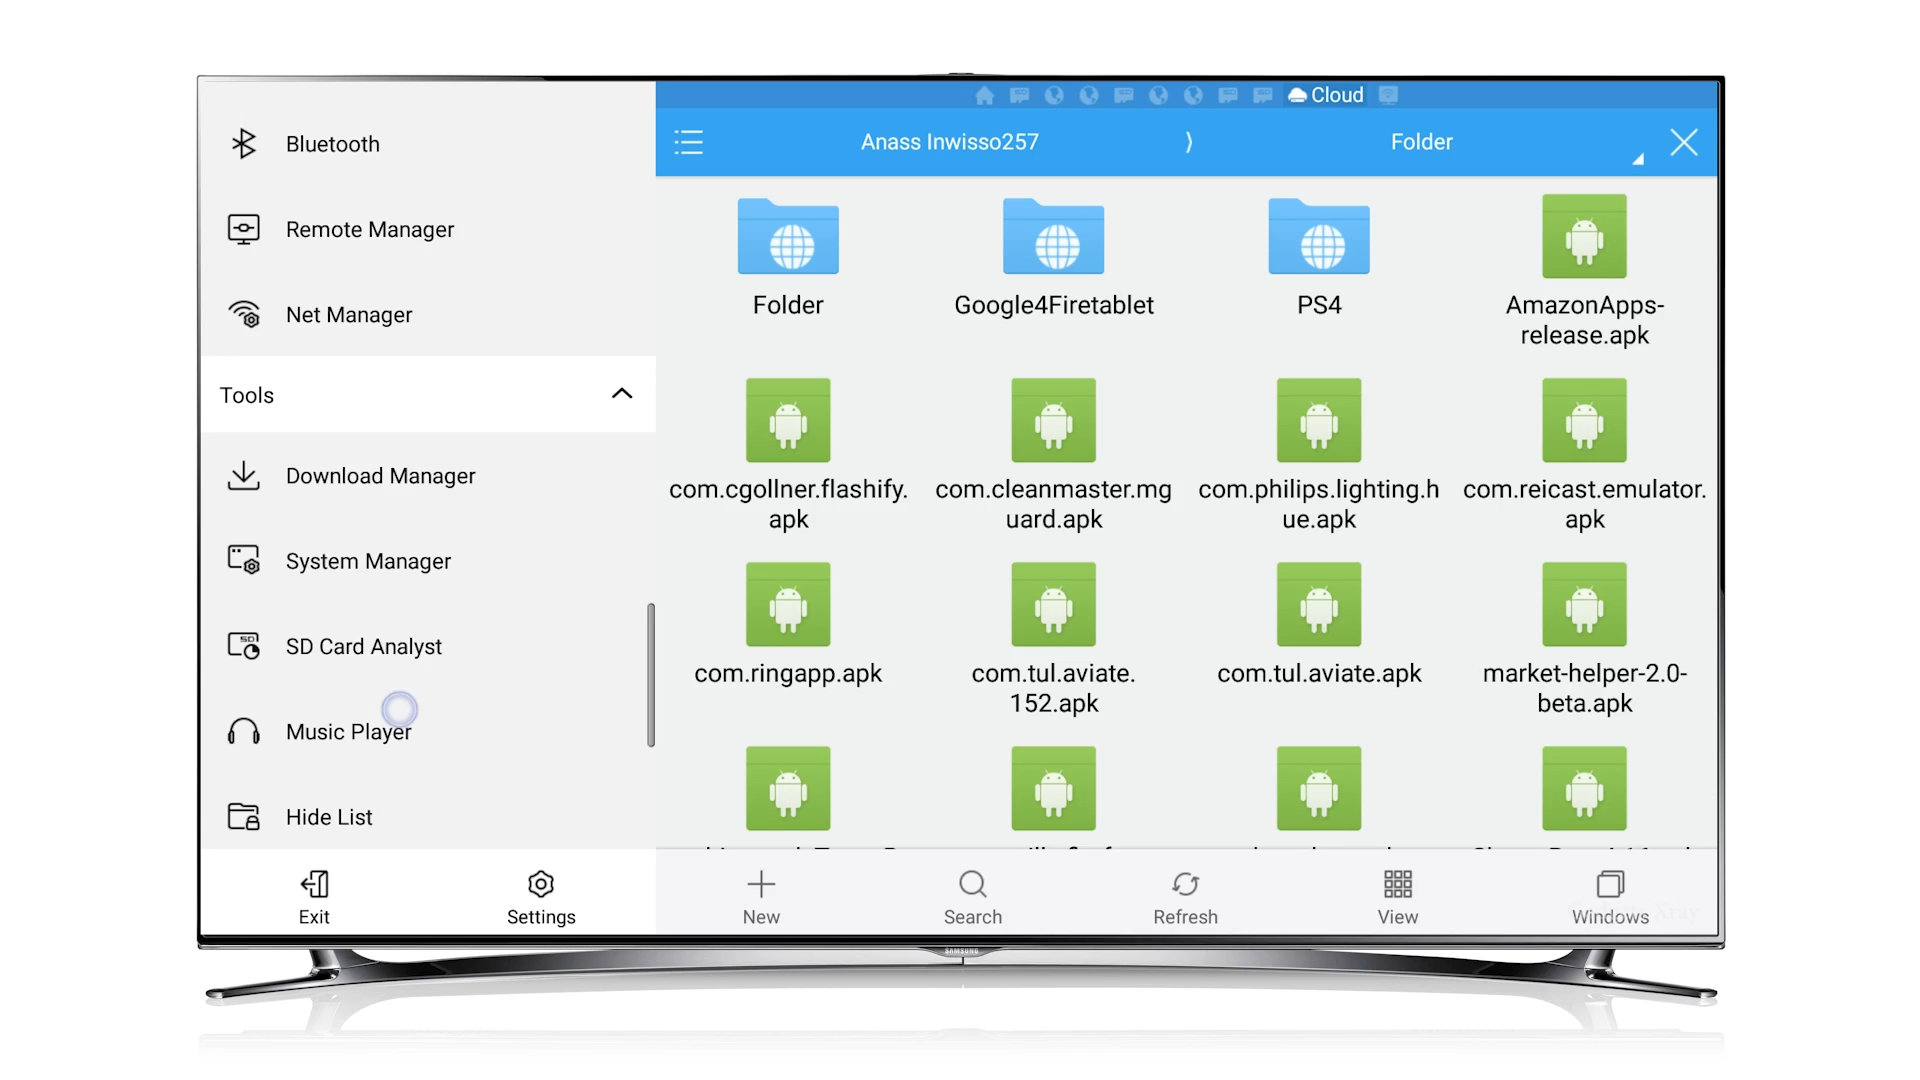 Cloud
Anass Inwisso257
Folder
Bluetooth
Remote Manager
Net Manager
Tools
Download Manager
System Manager
SD Card Analyst
Music Player
Hide List
Exit
Settings
Folder
Google4Firetablet
PS4
AmazonApps-
release.apk
com.cgollner.flashify.
apk
com.cleanmaster.mg
uard.apk
com.philips.lighting.h
ue.apk
com.reicast.emulator.
apk
com.ringapp.apk
com.tul.aviate.
152.apk
com.tul.aviate.apk
market-helper-2.0-
beta.apk
New
Search
Refresh
View
Windows
SAMSUNG